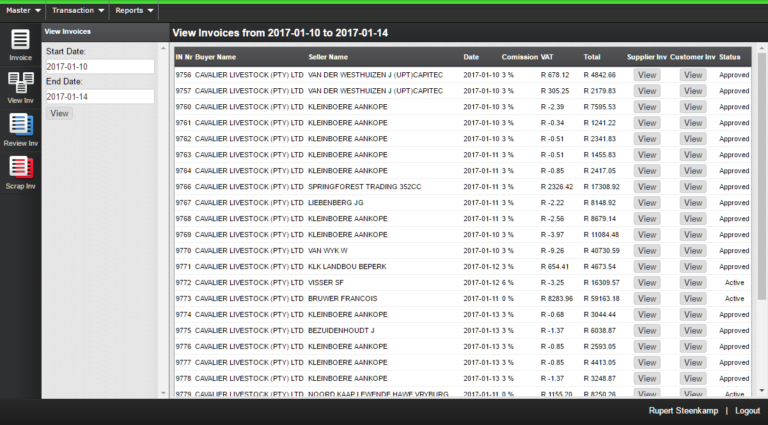 Master Transaction Reports
View Invoices
Start Date:
2017-01-10
End Date:
2017-01-14
View
Invoice
View Inv
Review Inv
Scrap Inv
View Invoices from 2017-01-10 to 2017-01-14
IN Nr Buyer Name Seller Name Date Comission VAT Total Supplier Inv Customer Inv Status
9756 CAVALIER LIVESTOCK (PTY) LTD VAN DER WESTHUIZEN J (UPT)CAPITEC 2017-01-10 3 % R 678.12 R 4842.66 View View Approved
9757 CAVALIER LIVESTOCK (PTY) LTD VAN DER WESTHUIZEN J (UPT)CAPITEC 2017-01-10 3 % R 305.25 R 2179.83 View View Approved
9760 CAVALIER LIVESTOCK (PTY) LTD KLEINBOERE AANKOPE 2017-01-10 3 % R -2.39 R 7595.53 View View Approved
9761 CAVALIER LIVESTOCK (PTY) LTD KLEINBOERE AANKOPE 2017-01-10 3 % R -0.34 R 1241.22 View View Approved
9762 CAVALIER LIVESTOCK (PTY) LTD KLEINBOERE AANKOPE 2017-01-10 3 % R -0.51 R 2341.83 View View Approved
9763 CAVALIER LIVESTOCK (PTY) LTD KLEINBOERE AANKOPE 2017-01-11 3 % R -0.51 R 1455.83 View View Approved
9764 CAVALIER LIVESTOCK (PTY) LTD KLEINBOERE AANKOPE 2017-01-11 3 % R -0.85 R 2417.05 View View Approved
9766 CAVALIER LIVESTOCK (PTY) LTD SPRINGFOREST TRADING 352CC 2017-01-11 3 % R 2326.42 R 17308.92 View View Approved
9767 CAVALIER LIVESTOCK (PTY) LTD LIEBENBERG JG 2017-01-11 3 % R -2.22 R 8148.92 View View Approved
9768 CAVALIER LIVESTOCK (PTY) LTD KLEINBOERE AANKOPE 2017-01-11 3 % R -2.56 R 8679.14 View View Approved
9769 CAVALIER LIVESTOCK (PTY) LTD KLEINBOERE AANKOPE 2017-01-10 3 % R -3.97 R 11084.48 View View Approved
9770 CAVALIER LIVESTOCK (PTY) LTD VAN WYK W 2017-01-10 3 % R -9.26 R 40730.59 View View Approved
9771 CAVALIER LIVESTOCK (PTY) LTD KLK LANDBOU BEPERK 2017-01-12 3 % R 654.41 R 4673.54 View View Approved
9772 CAVALIER LIVESTOCK (PTY) LTD VISSER SF 2017-01-12 6 % R -3.25 R 16309.57 View View Active
9773 CAVALIER LIVESTOCK (PTY) LTD BRUWER FRANCOIS 2017-01-11 0 % R 8283.96 R 59163.18 View View Active
9774 CAVALIER LIVESTOCK (PTY) LTD KLEINBOERE AANKOPE 2017-01-13 3 % R -0.68 R 3044.44 View View Approved
9775 CAVALIER LIVESTOCK (PTY) LTD BEZUIDENHOUDT J 2017-01-13 3 % R -1.37 R 6038.87 View View Approved
9776 CAVALIER LIVESTOCK (PTY) LTD KLEINBOERE AANKOPE 2017-01-13 3 % R -0.85 R 2593.05 View View Approved
9777 CAVALIER LIVESTOCK (PTY) LTD KLEINBOERE AANKOPE 2017-01-13 3 % R -0.85 R 4413.05 View View Approved
9778 CAVALIER LIVESTOCK (PTY) LTD KLEINBOERE AANKOPE 2017-01-13 3 % R -1.37 R 3248.87 View View Approved
9779 CAVALIER LIVESTOCK (PTY) LTD NOORD KAAP LEWENDE HAWE VRYBURG 2017-01-11 0 % R 1155.20 R 8250.26 View View Active
Rupert Steenkamp | Logout